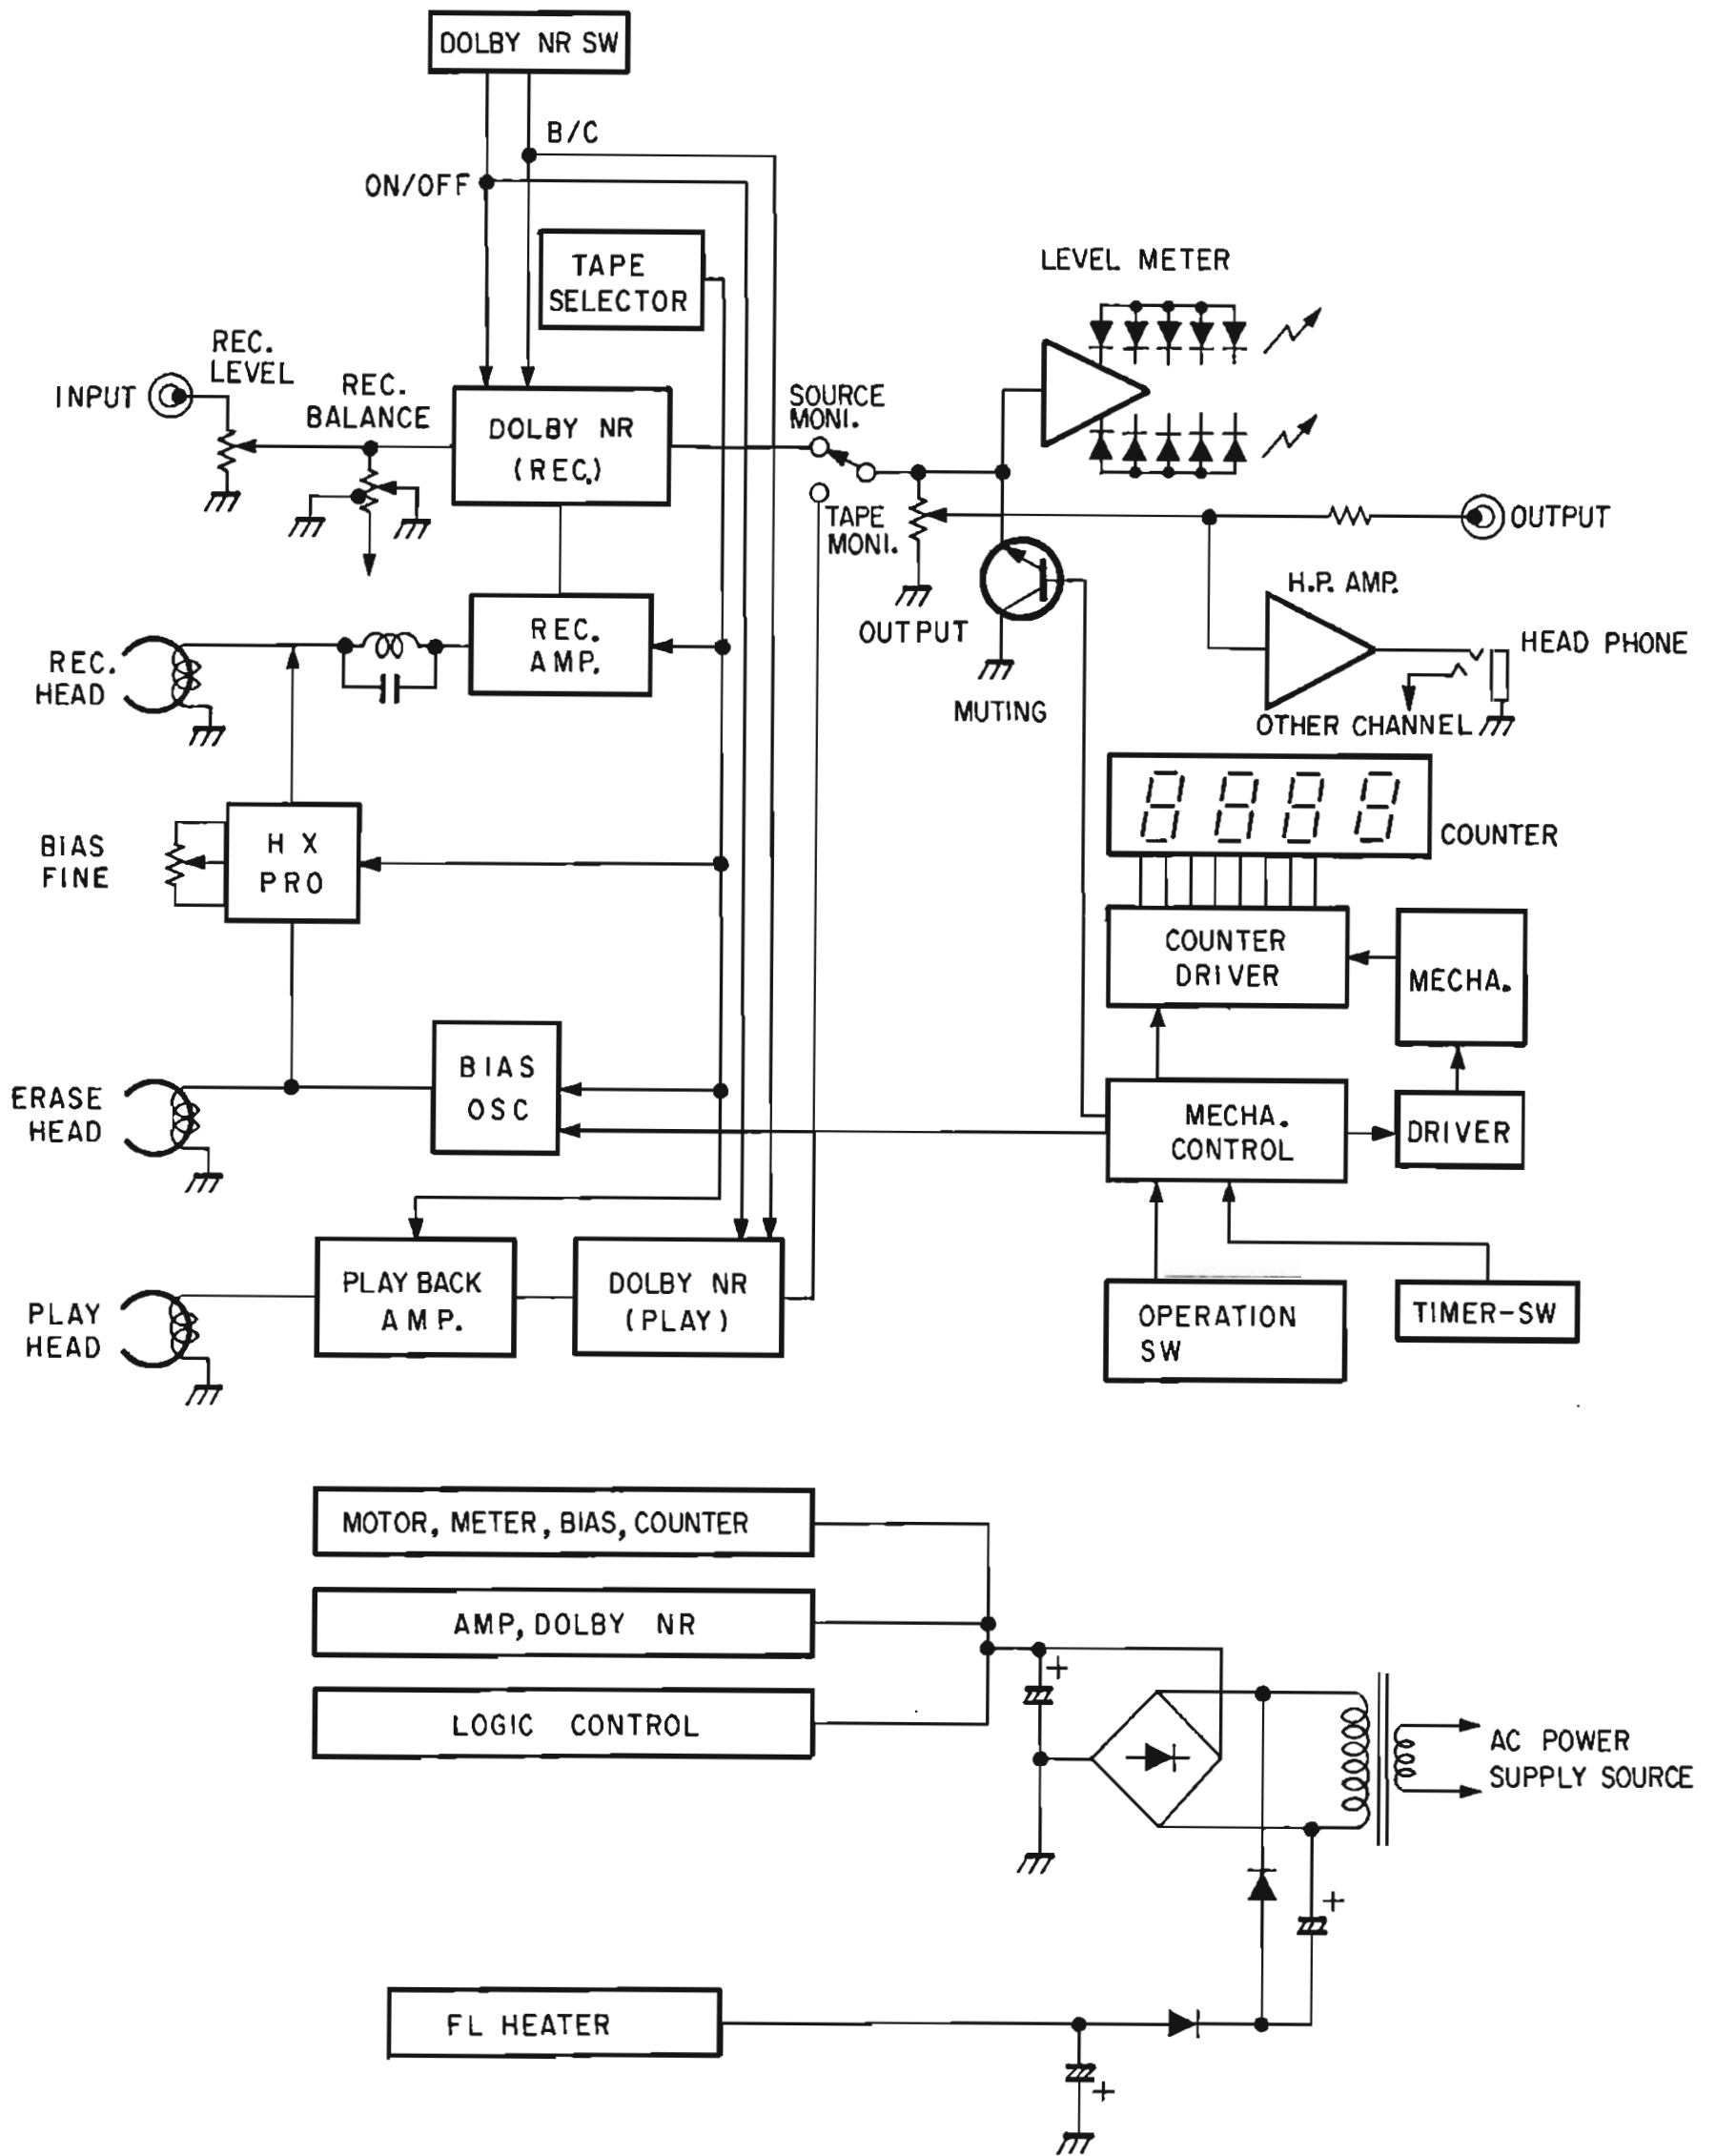 DOLBY NR SW
B/C
ON/OFF
TAPE
SELECTOR
LEVEL METER
REC.
LEVEL
INPUT
REC.
BALANCE
DOLBY NR
(REC.)
SOURCE
MONI.
TAPE
MONI.
OUTPUT
OUTPUT
H.P. AMP.
HEAD PHONE
OTHER CHANNEL
MUTING
REC.
AMP.
REC.
HEAD
8888
COUNTER
BIAS
FINE
HX
PRO
COUNTER
DRIVER
MECHA.
BIAS
OSC
ERASE
HEAD
MECHA.
CONTROL
DRIVER
PLAY BACK
AMP.
DOLBY NR
(PLAY)
PLAY
HEAD
OPERATION
SW
TIMER-SW
MOTOR, METER, BIAS, COUNTER
AMP, DOLBY NR
LOGIC CONTROL
+
AC POWER
SUPPLY SOURCE
+
FL HEATER
+